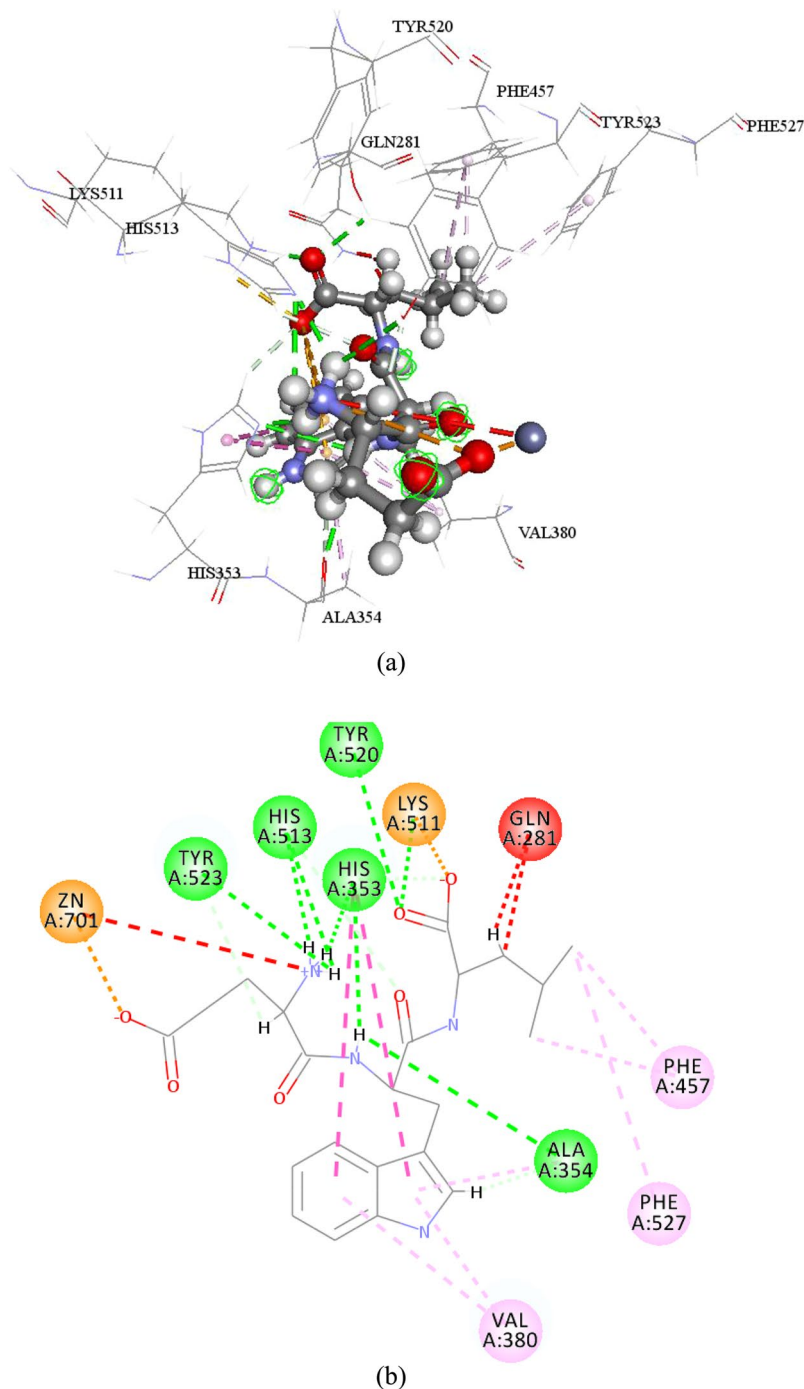 TYR520
PHE457
TYR523
PHE527
GLN281
LYS511
HIS513
VAL380
HIS353
ALA354
(a)
TYR
A:520
LYS
A:511
GLN
A:281
HIS
A:513
TYR
A:523
HIS
A:353
ZN
A:701
-O
O
H
H
H
+N+
-O
H
O
O
N
H
O
N
O
PHE
A:457
ALA
A:354
H
N
PHE
A:527
VAL
A:380
(b)